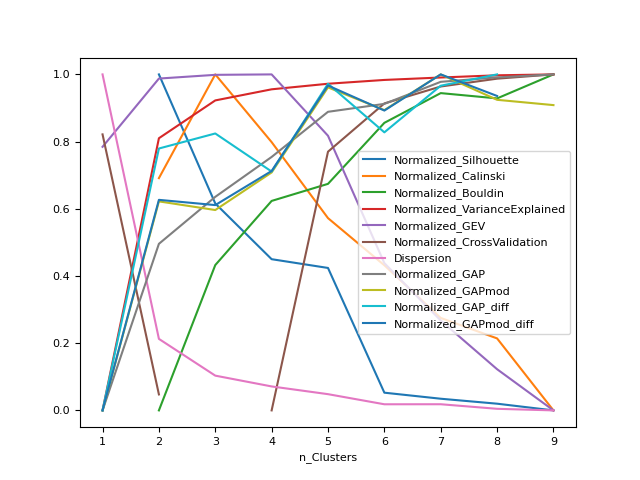 1.0
0.8
0.6
0.4
0.2
0.0
Normalized_Silhouette
Normalized_Calinski
Normalized_Bouldin
Normalized_VarianceExplained
Normalized_GEV
Normalized_CrossValidation
Dispersion
Normalized_GAP
Normalized_GAPmod
Normalized_GAP_diff
Normalized_GAPmod_diff
1 2 3 4 5 6 7 8 9
n_Clusters